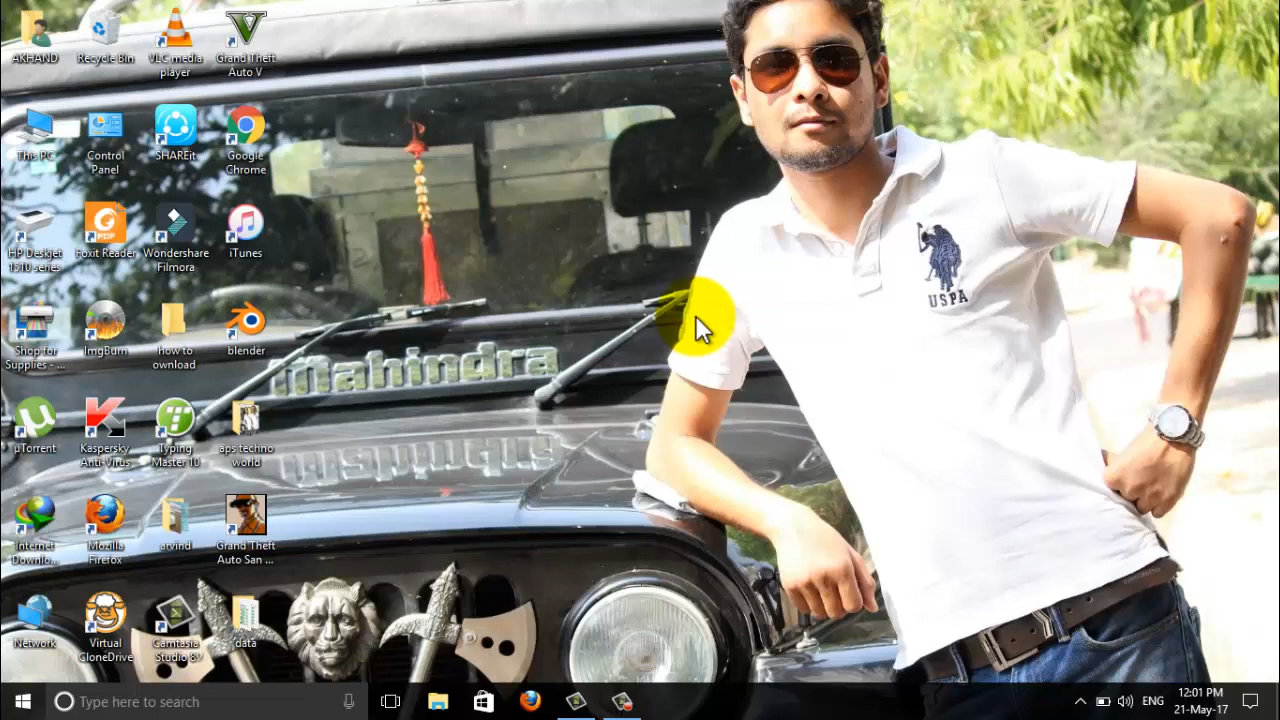 AKHAND
Recycle Bin
VLC media
player
Grand Theft
Auto V
This PC
Control
Panel
SHAREit
Google
Chrome
HP Deskjet
1510 series
Foxit Reader
PDF
Wondershare
Filmora
iTunes
Shop for
Supplies - ...
ImgBurn
how to
ownload
blender
µTorrent
Kaspersky
Anti-Virus
Typing
Master 10
aps techno
world
Internet
Downlo...
Mozilla
Firefox
arvind
Grand Theft
Auto San ...
Network
Virtual
CloneDrive
Camtasia
Studio 8
data
Mahindra
USPA
Type here to search
ENG
12:01 PM
21-May-17